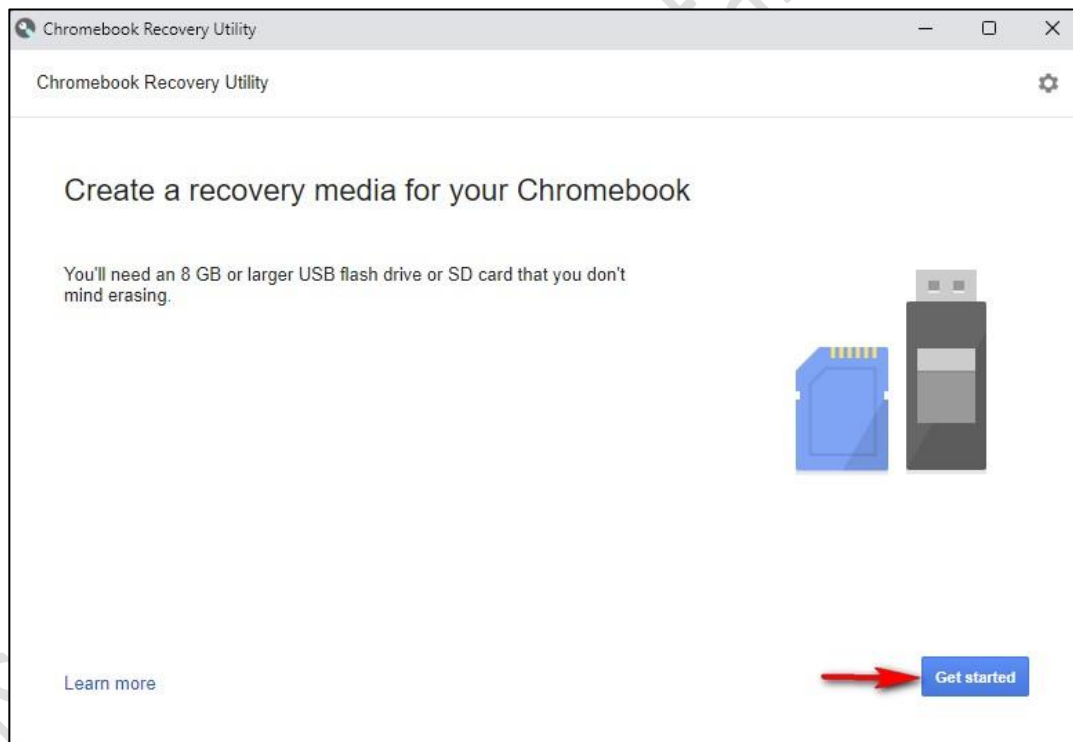 Chromebook Recovery Utility
Chromebook Recovery Utility
Create a recovery media for your Chromebook
You'll need an 8 GB or larger USB flash drive or SD card that you don't
mind erasing.
Learn more
Get started